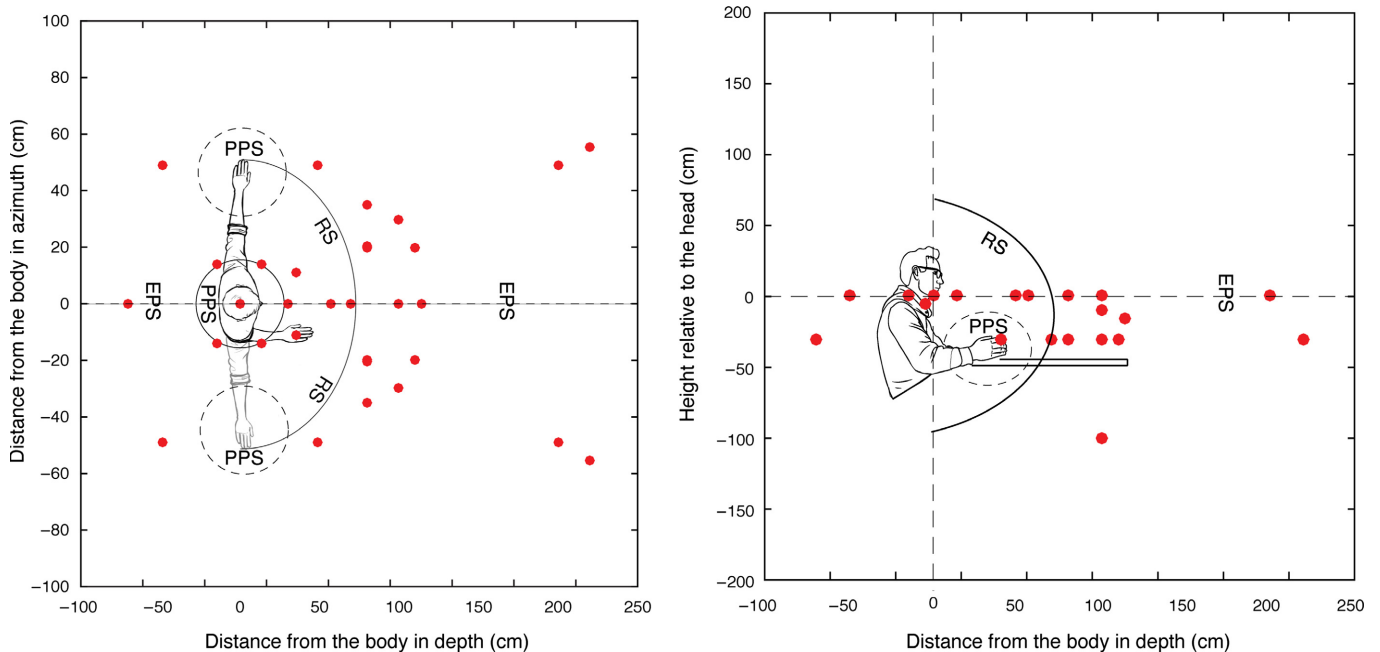 100
80
60
40
20
0
−20
−40
−60
−80
−100
−100
−50
0
50
100
150
200
250
Distance from the body in azimuth (cm)
Distance from the body in depth (cm)
PPS
RS
EPS
PPS
EPS
RS
PPS
200
150
100
50
0
−50
−100
−150
−200
−100
−50
0
50
100
150
200
250
Height relative to the head (cm)
Distance from the body in depth (cm)
RS
EPS
PPS